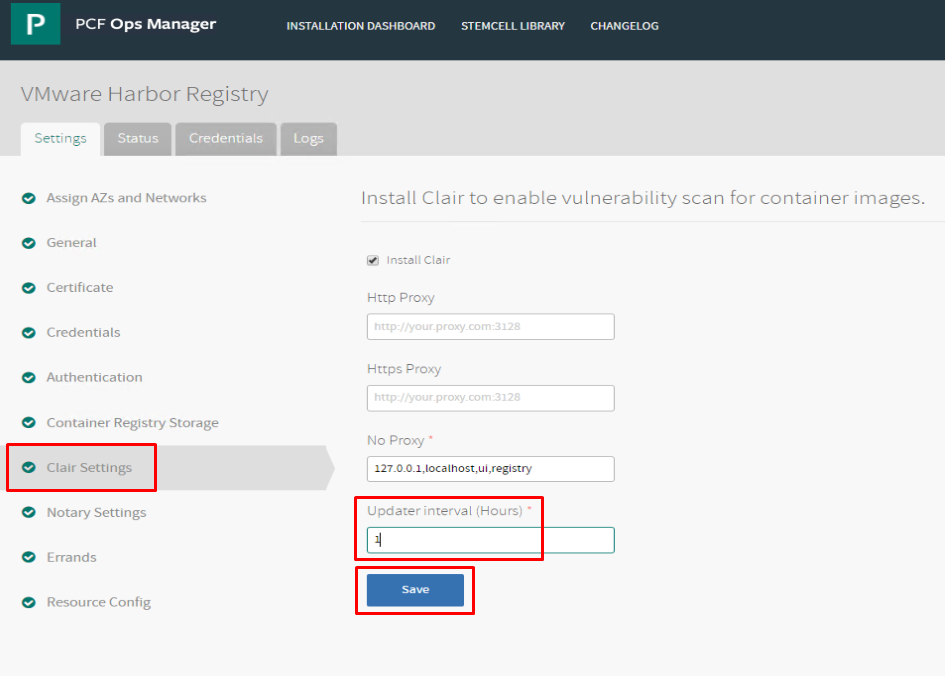 P PCF Ops Manager INSTALLATION DASHBOARD STEMCELL LIBRARY CHANGELOG
VMware Harbor Registry
Settings Status Credentials Logs
Assign AZs and Networks
General
Certificate
Credentials
Authentication
Container Registry Storage
Clair Settings
Notary Settings
Errands
Resource Config
Install Clair to enable vulnerability scan for container images.
Install Clair
Http Proxy
http://your.proxy.com:3128
Https Proxy
http://your.proxy.com:3128
No Proxy *
127.0.0.1,localhost,ui,registry
Updater interval (Hours) *
1
Save